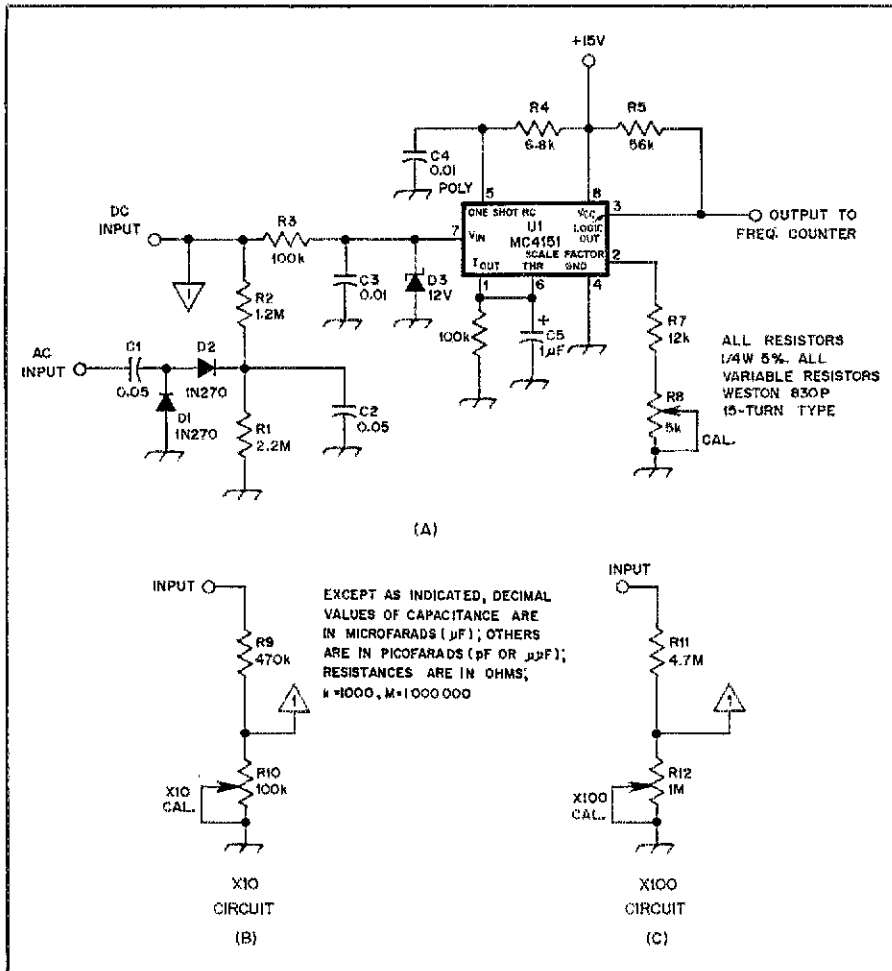 +15V
R4
6.8k
R5
56k
C4
0.01
POLY
5
8
3
DC
INPUT
R3
100k
7
ONE SHOT RC
VCC
U1
LOGIC
OUT
VIN
MC4151
SCALE FACTOR
IOUT
THR
GND
2
1
6
4
OUTPUT TO
FREQ. COUNTER
1
C3
0.01
D3
12V
R2
1.2M
100k
+
C5
1μF
R7
12k
ALL RESISTORS
1/4W 5%. ALL
VARIABLE RESISTORS
WESTON 830P
15-TURN TYPE
AC
INPUT
C1
0.05
D2
1N270
D1
1N270
R1
2.2M
C2
0.05
R8
5k
CAL.
(A)
INPUT
R9
470k
1
R10
100k
X10
CAL.
X10
CIRCUIT
(B)
EXCEPT AS INDICATED, DECIMAL
VALUES OF CAPACITANCE ARE
IN MICROFARADS (μF); OTHERS
ARE IN PICOFARADS (pF OR μμF);
RESISTANCES ARE IN OHMS;
k=1000, M=1000000
INPUT
R11
4.7M
1
R12
1M
X100
CAL.
X100
CIRCUIT
(C)